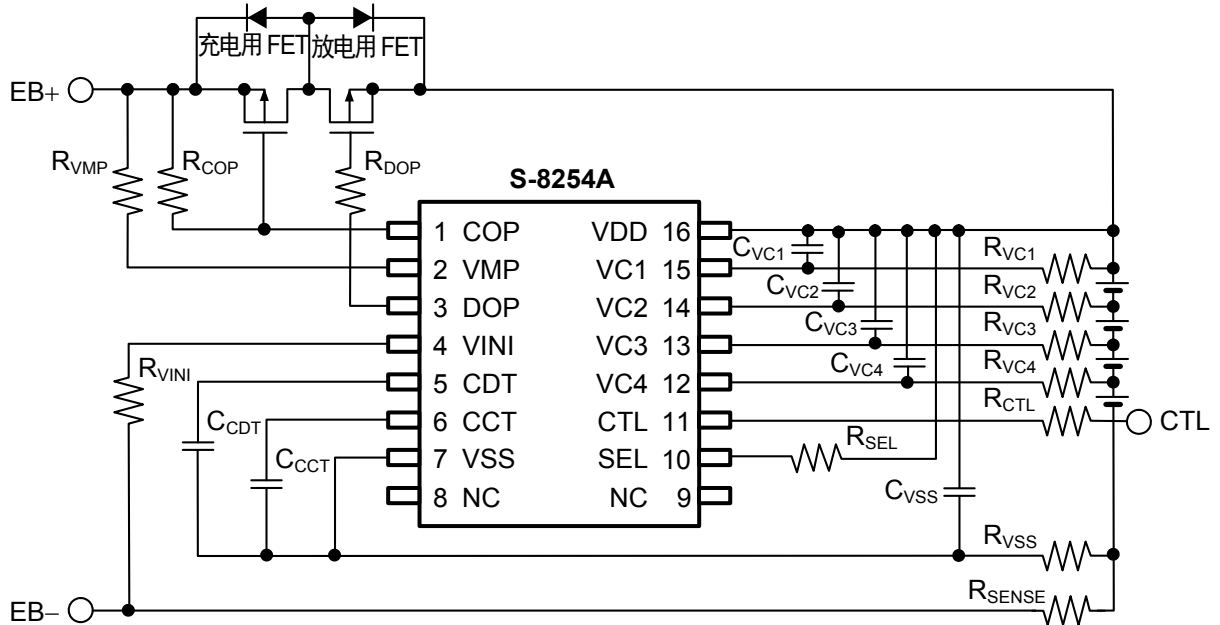 充电用 FET 放电用 FET
EB+
RVMP RCOP RDOP
S-8254A
1 COP VDD 16
2 VMP VC1 15
3 DOP VC2 14
4 VINI VC3 13
5 CDT VC4 12
6 CCT CTL 11
7 VSS SEL 10
8 NC NC 9
CVC1 RVC1
CVC2 RVC2
CVC3 RVC3
CVC4 RVC4
RVINI
RCTL
CTL
CCDT
RSEL
CCCT
CVSS
RVSS
RSENSE
EB−